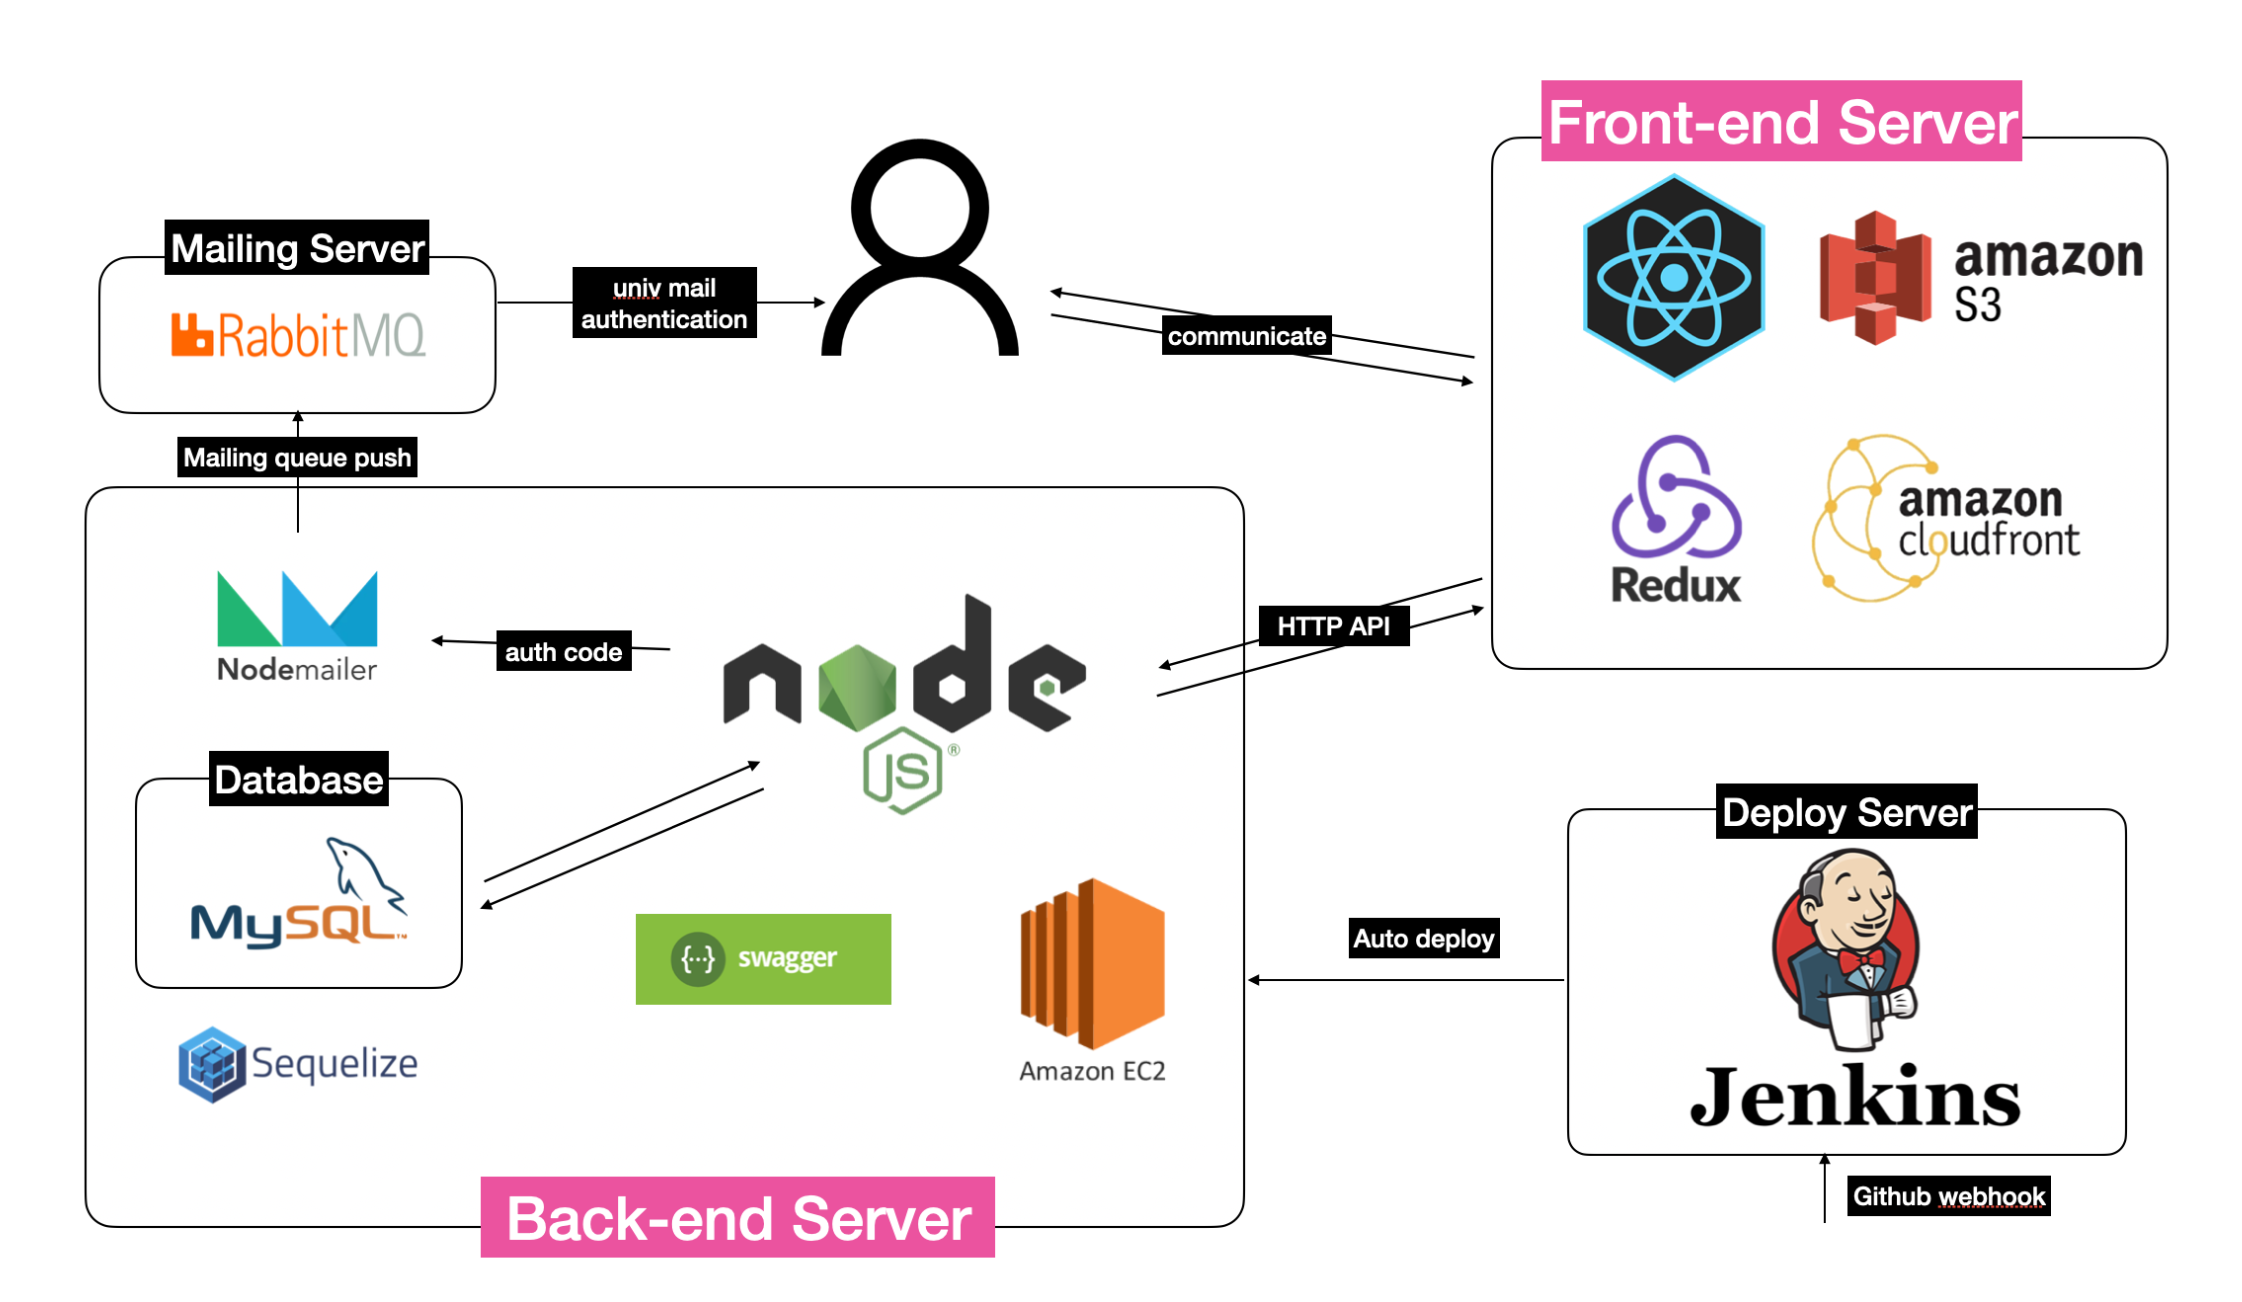 Front-end Server
amazon
S3
Redux
amazon
cloudfront
Mailing Server
RabbitMQ
univ mail
authentication
communicate
Mailing queue push
Nodemailer
auth code
node
JS®
HTTP API
Database
MySQL™
Sequelize
{···} swagger
Amazon EC2
Back-end Server
Auto deploy
Deploy Server
Jenkins
Github webhook